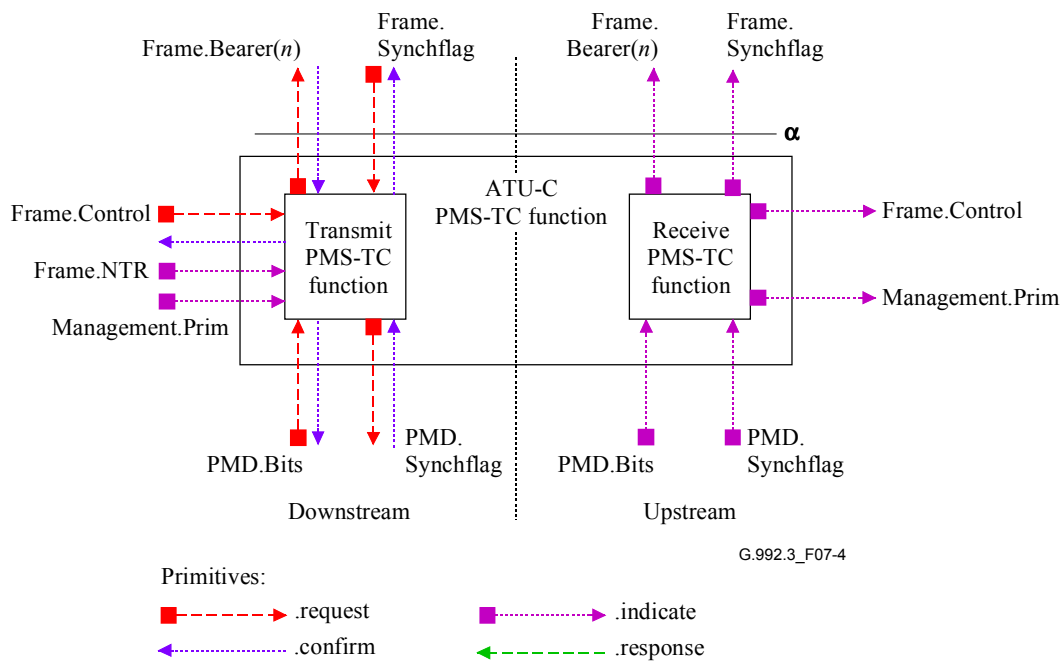 Frame.Bearer(n)
Frame.
Synchflag
Frame.
Bearer(n)
Frame.
Synchflag
α
ATU-C
PMS-TC function
Transmit
PMS-TC
function
Receive
PMS-TC
function
Frame.Control
Frame.NTR
Management.Prim
Frame.Control
Management.Prim
PMD.Bits
PMD.
Synchflag
PMD.Bits
PMD.
Synchflag
Downstream
Upstream
G.992.3_F07-4
Primitives:
.request
.indicate
.confirm
.response